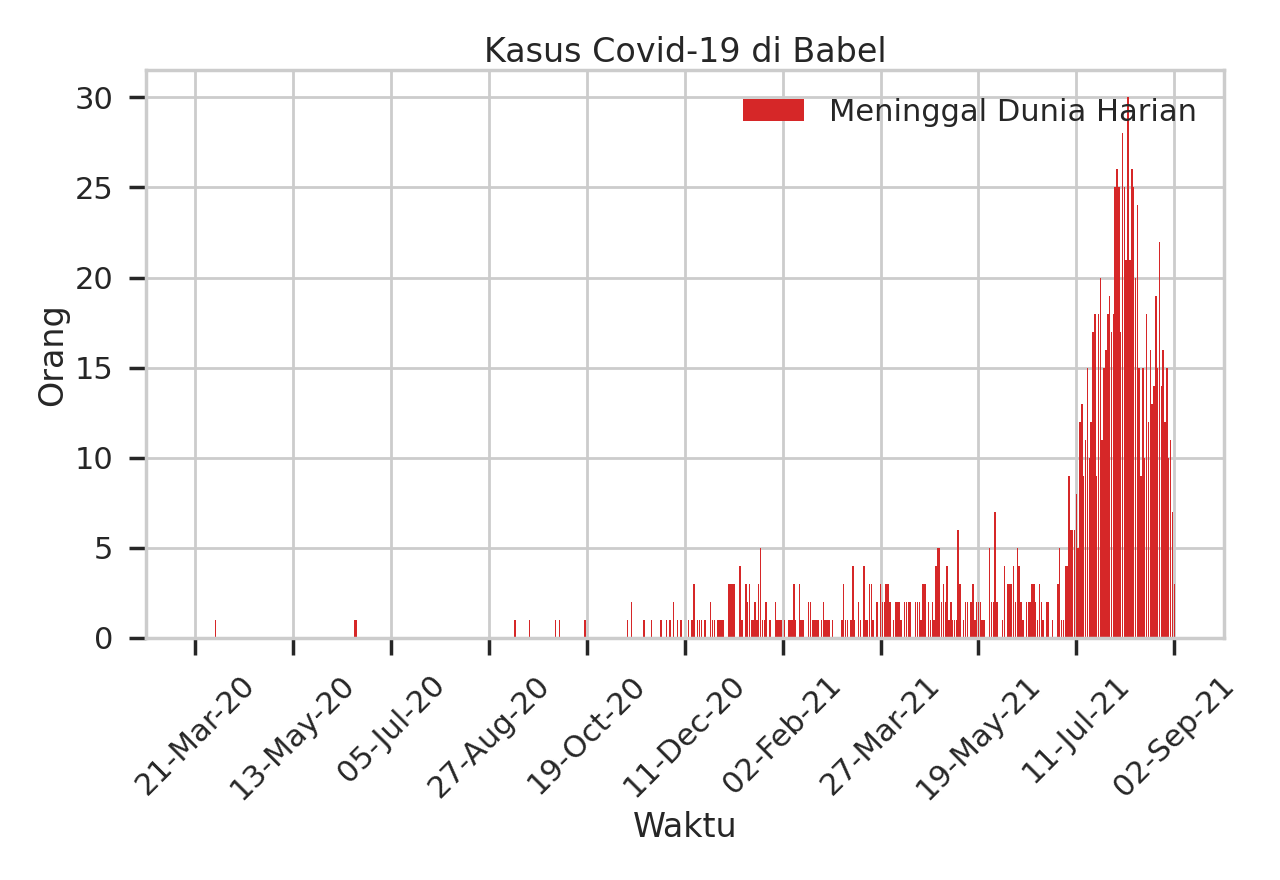 Kasus Covid-19 di Babel
Meninggal Dunia Harian
30
25
20
15
10
5
0
Orang
21-Mar-20
13-May-20
05-Jul-20
27-Aug-20
19-Oct-20
11-Dec-20
02-Feb-21
27-Mar-21
19-May-21
11-Jul-21
02-Sep-21
Waktu